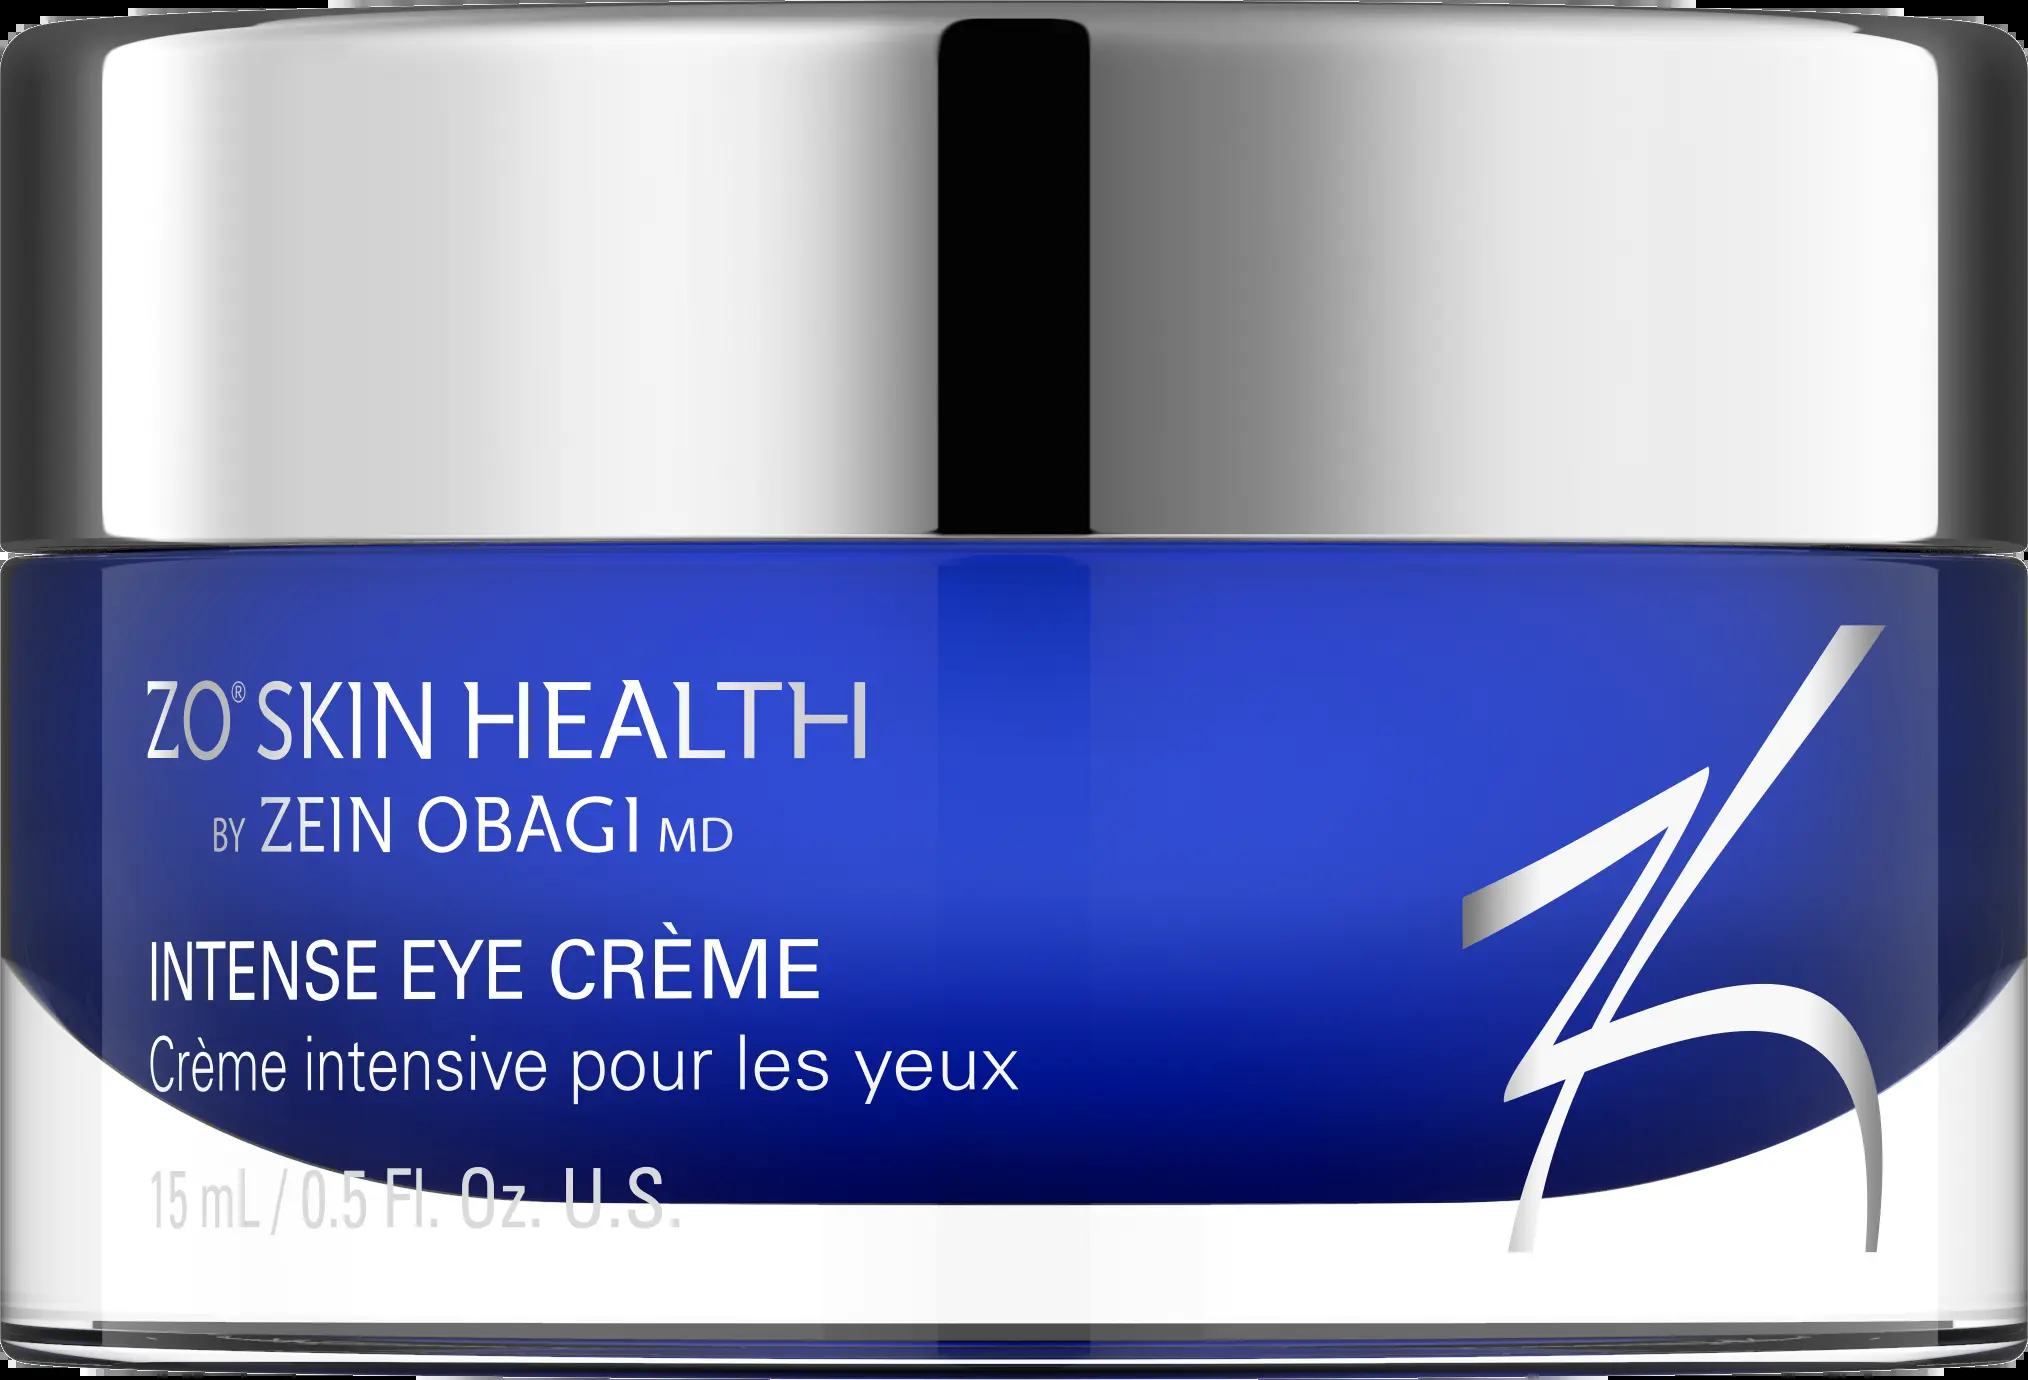 ZO® SKIN HEALTH
BY ZEIN OBAGI MD
INTENSE EYE CRÈME
Crème intensive pour les yeux
15 mL / 0.5 Fl. Oz. U.S.